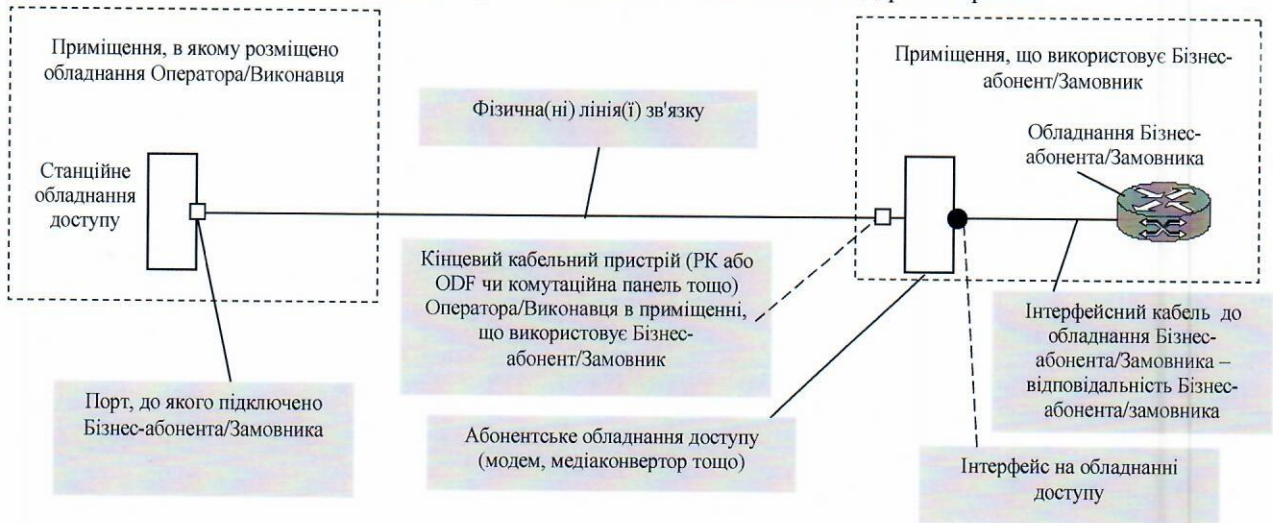 Приміщення, в якому розміщено
обладнання Оператора/Виконавця
Приміщення, що використовує Бізнес-
абонент/Замовник
Фізична(ні) лінія(ї) зв'язку
Обладнання Бізнес-
абонента/Замовника
Станційне
обладнання
доступу
Кінцевий кабельний пристрій (РК або
ODF чи комутаційна панель тощо)
Оператора/Виконавця в приміщенні,
що використовує Бізнес-
абонент/Замовник
Інтерфейсний кабель до
обладнання Бізнес-
абонента/Замовника –
відповідальність Бізнес-
абонента/замовника
Порт, до якого підключено
Бізнес-абонента/Замовника
Абонентське обладнання доступу
(модем, медіаконвертор тощо)
Інтерфейс на обладнанні
доступу